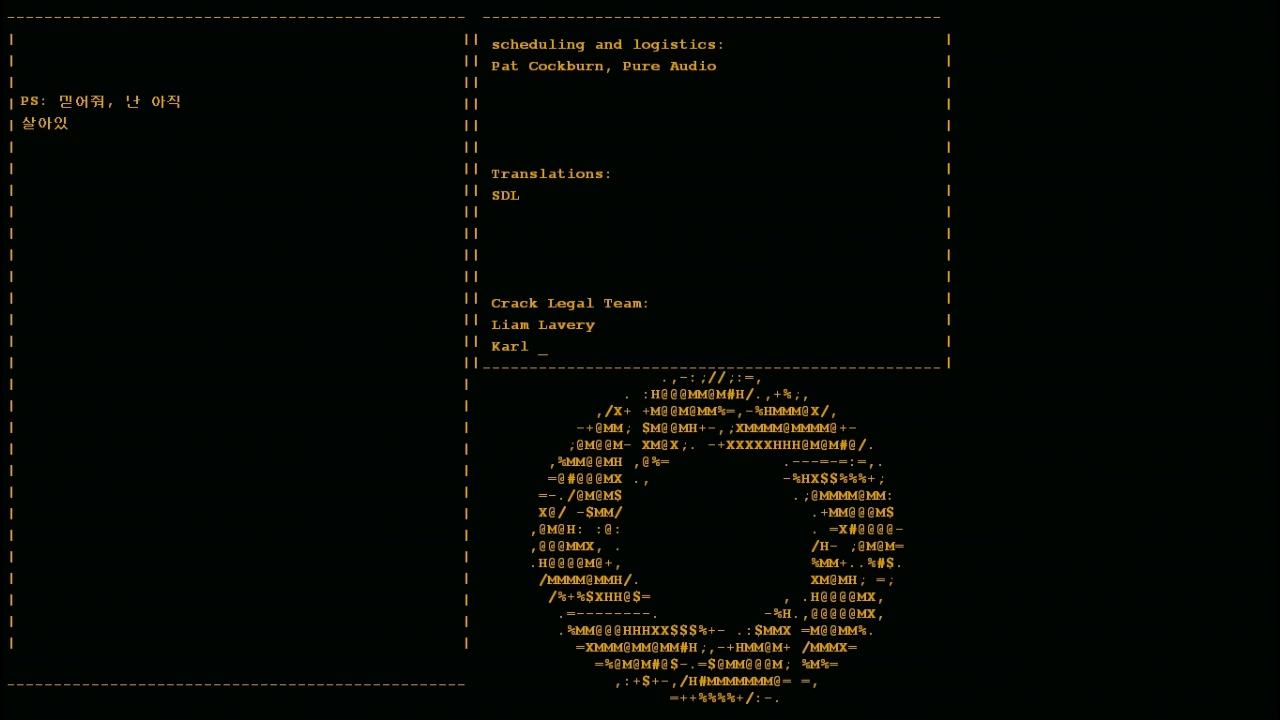 PS: 믿어줘, 난 아직
살아있
scheduling and logistics:
Pat Cockburn, Pure Audio
Translations:
SDL
Crack Legal Team:
Liam Lavery
Karl _